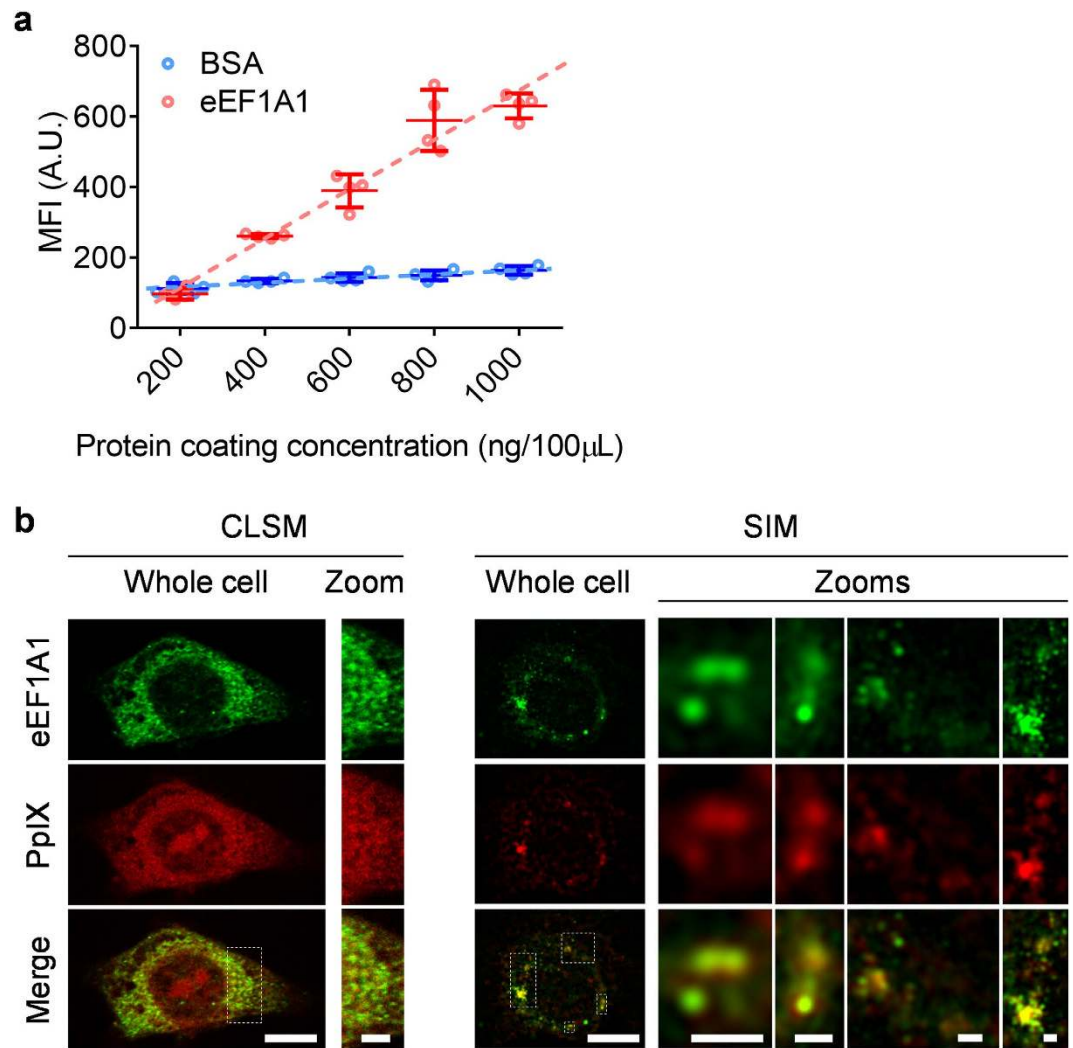 a
800
600
400
200
0
MFI (A.U.)
BSA
eEF1A1
200 400 600 800 1000
Protein coating concentration (ng/100μL)
b
CLSM SIM
Whole cell Zoom Whole cell Zooms
eEF1A1
PpIX
Merge